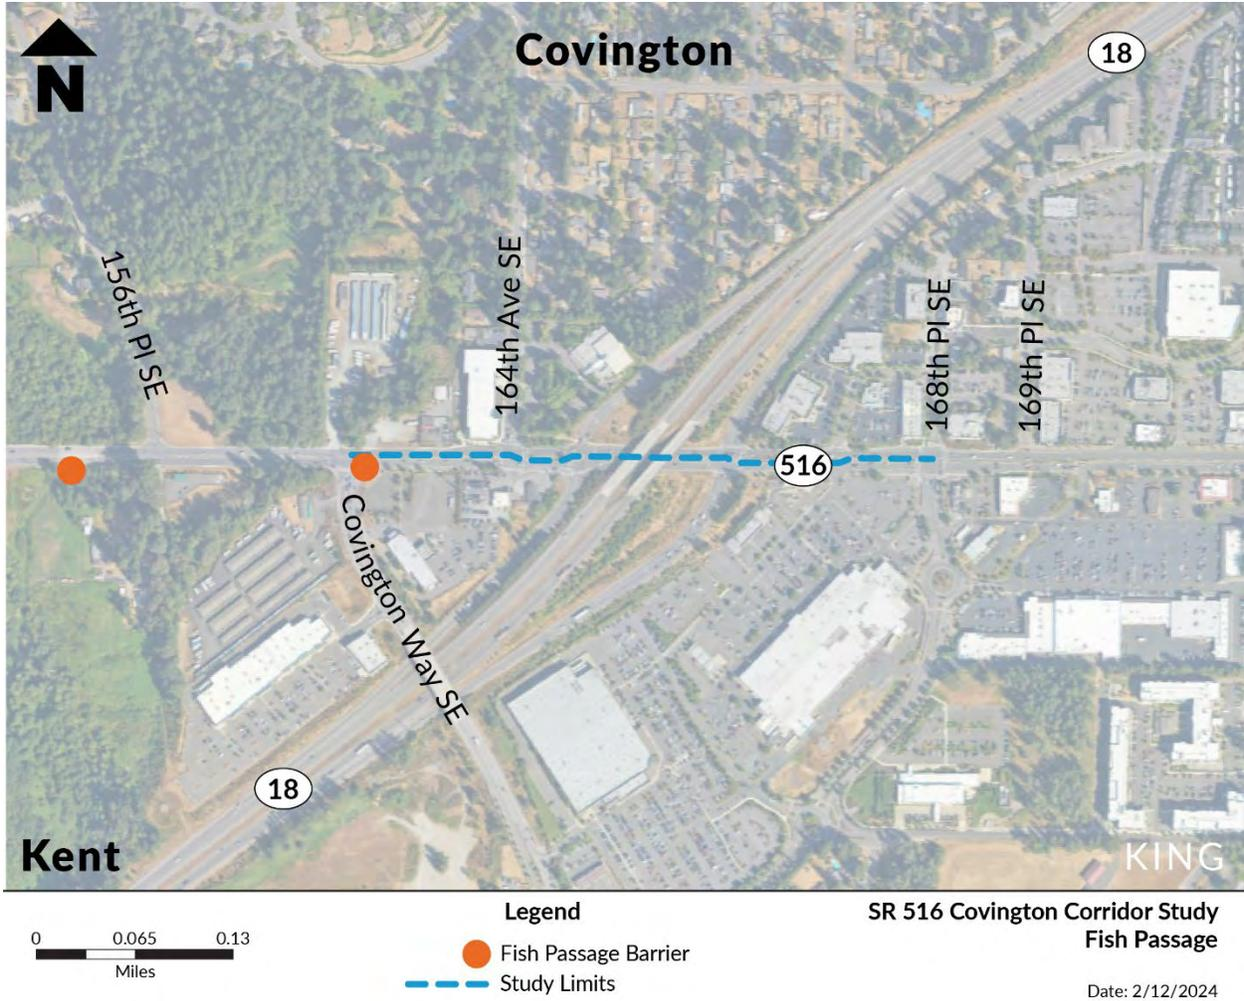 N
Covington
18
156th Pl SE
164th Ave SE
168th Pl SE
169th Pl SE
516
Covington Way SE
18
Kent
KING
Legend
Fish Passage Barrier
Study Limits
0 0.065 0.13
Miles
SR 516 Covington Corridor Study
Fish Passage
Date: 2/12/2024